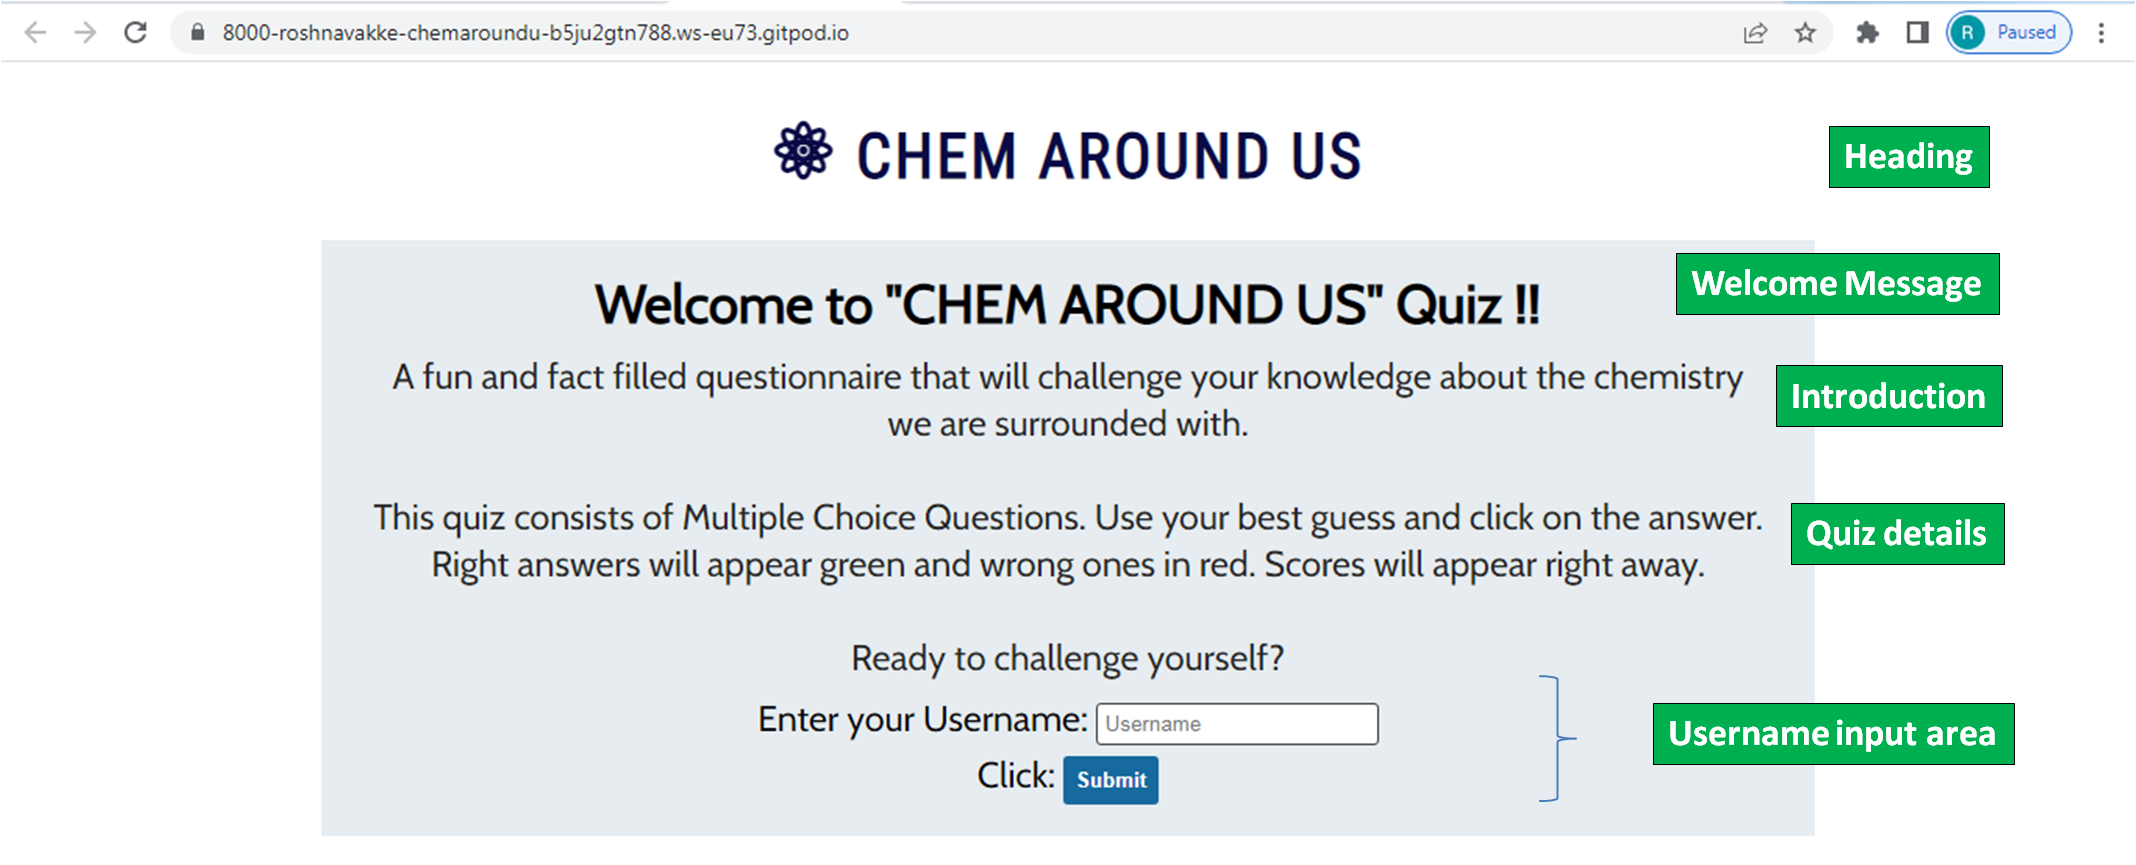 8000-roshnavakke-chemaroundu-b5ju2gtn788.ws-eu73.gitpod.io
R Paused
CHEM AROUND US
Heading
Welcome to "CHEM AROUND US" Quiz !!
Welcome Message
A fun and fact filled questionnaire that will challenge your knowledge about the chemistry
we are surrounded with.
Introduction
This quiz consists of Multiple Choice Questions. Use your best guess and click on the answer.
Right answers will appear green and wrong ones in red. Scores will appear right away.
Quiz details
Ready to challenge yourself?
Enter your Username: Username
Click: Submit
Username input area